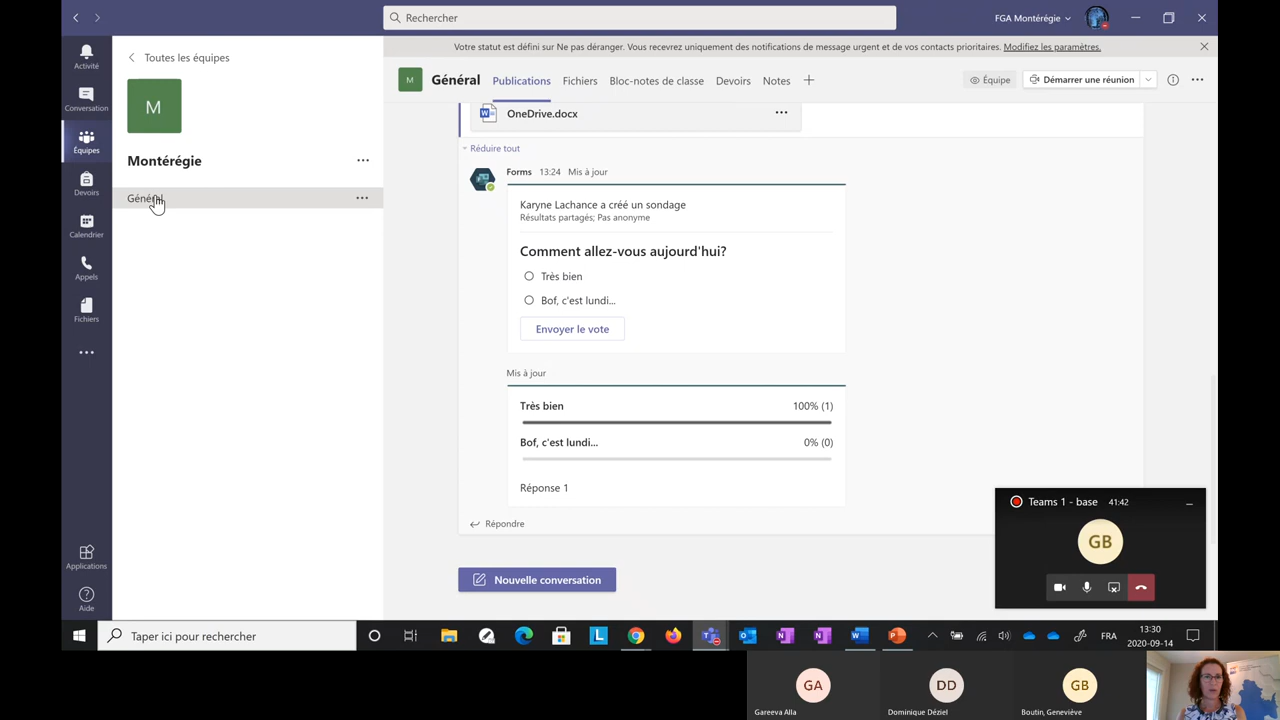 Rechercher
FGA Montérégie
Votre statut est défini sur Ne pas déranger. Vous recevrez uniquement des notifications de message urgent et de vos contacts prioritaires. Modifiez les paramètres.
Activité
Conversation
Équipes
Devoirs
Calendrier
Appels
Fichiers
Applications
Aide
Toutes les équipes
M
Montérégie
Général
M
Général
Publications
Fichiers
Bloc-notes de classe
Devoirs
Notes
Équipe
Démarrer une réunion
OneDrive.docx
Réduire tout
Forms 13:24 Mis à jour
Karyne Lachance a créé un sondage
Résultats partagés; Pas anonyme
Comment allez-vous aujourd'hui?
Très bien
Bof, c'est lundi...
Envoyer le vote
Mis à jour
Très bien 100% (1)
Bof, c'est lundi... 0% (0)
Réponse 1
Répondre
Nouvelle conversation
Teams 1 - base 41:42
GB
Taper ici pour rechercher
FRA
13:30
2020-09-14
GA
Gareeva Alla
DD
Dominique Déziel
GB
Boutin, Geneviève